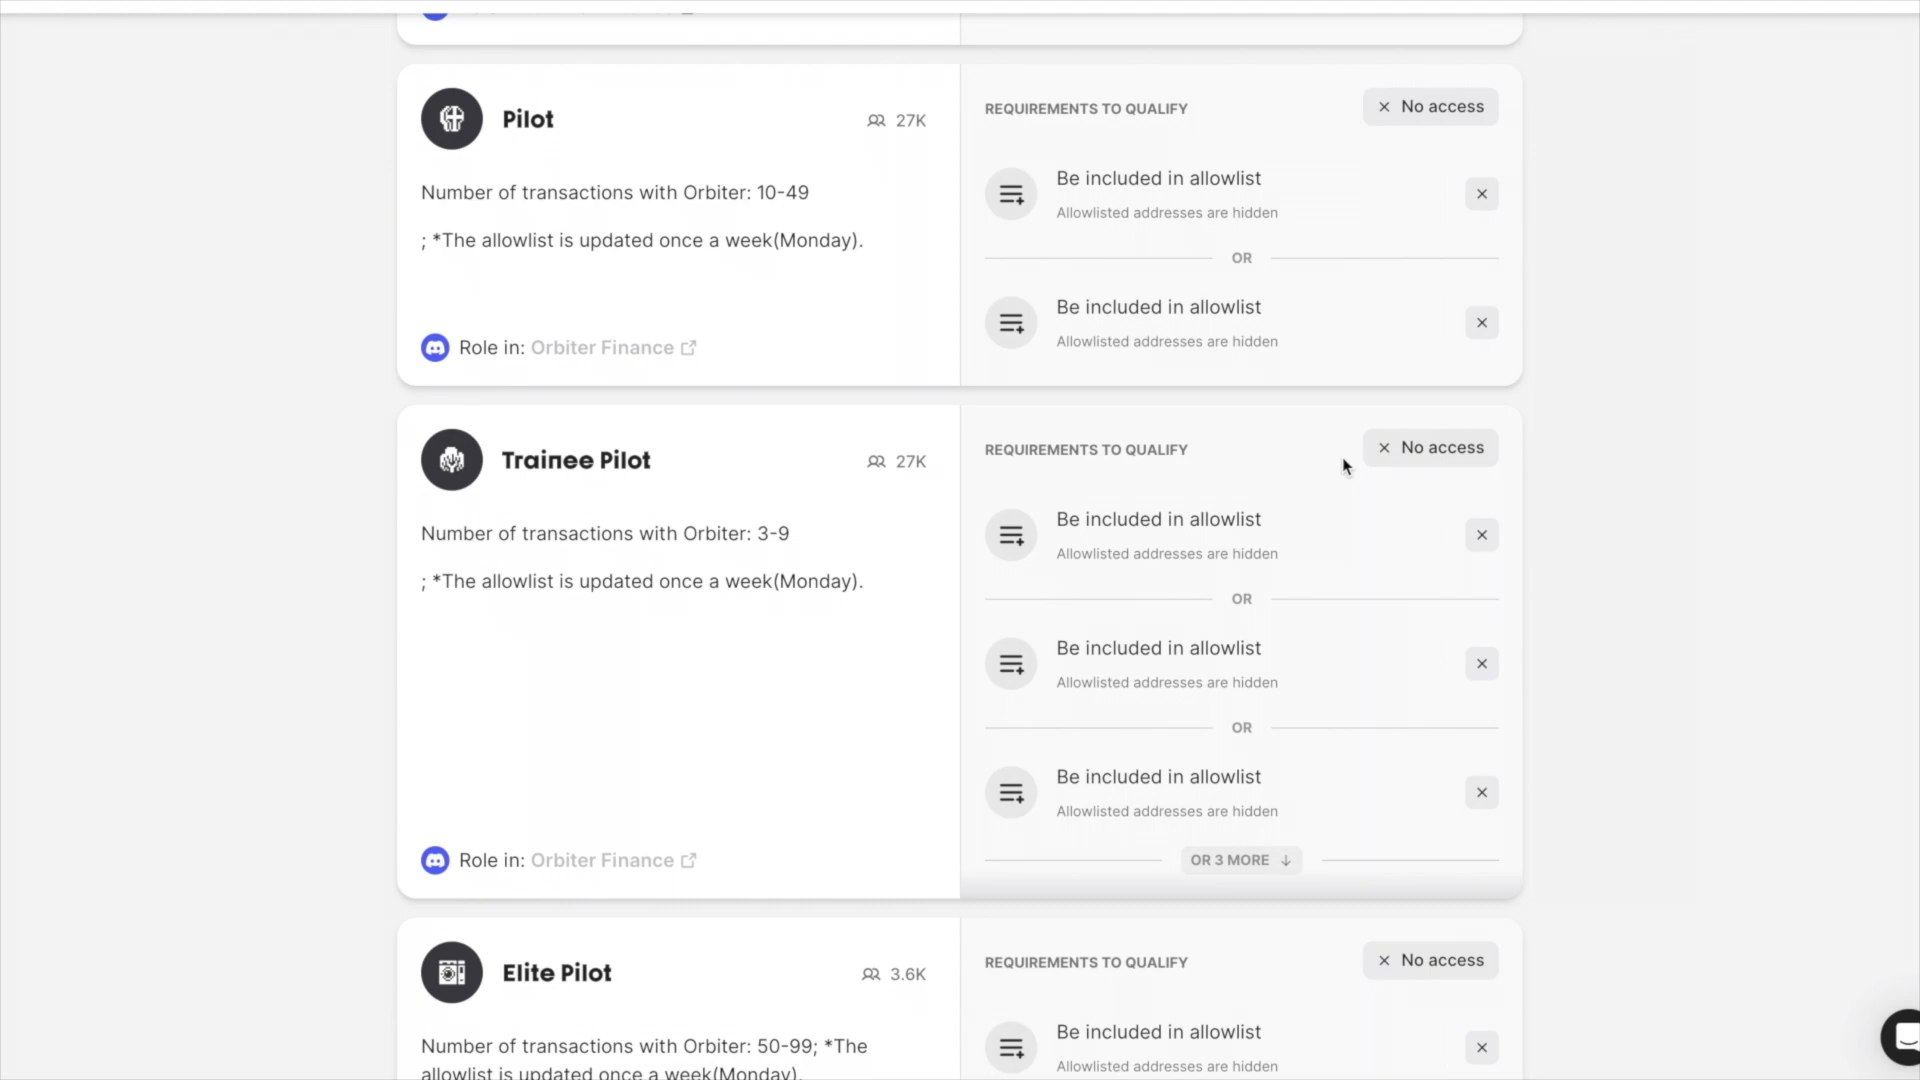 Pilot
27K
Number of transactions with Orbiter: 10-49
; *The allowlist is updated once a week(Monday).
Role in: Orbiter Finance
REQUIREMENTS TO QUALIFY
No access
Be included in allowlist
Allowlisted addresses are hidden
OR
Be included in allowlist
Allowlisted addresses are hidden
Trainee Pilot
27K
Number of transactions with Orbiter: 3-9
; *The allowlist is updated once a week(Monday).
Role in: Orbiter Finance
REQUIREMENTS TO QUALIFY
No access
Be included in allowlist
Allowlisted addresses are hidden
OR
Be included in allowlist
Allowlisted addresses are hidden
OR
Be included in allowlist
Allowlisted addresses are hidden
OR 3 MORE
Elite Pilot
3.6K
Number of transactions with Orbiter: 50-99; *The
allowlist is updated once a week(Monday).
REQUIREMENTS TO QUALIFY
No access
Be included in allowlist
Allowlisted addresses are hidden